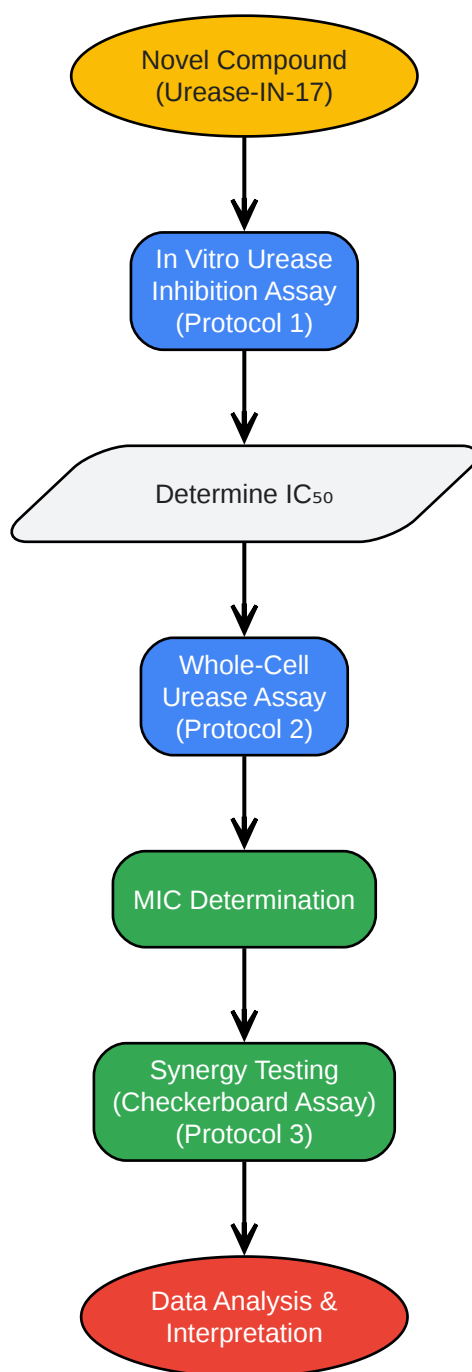 Novel Compound
(Urease-IN-17)
In Vitro Urease
Inhibition Assay
(Protocol 1)
Determine IC₅₀
Whole-Cell
Urease Assay
(Protocol 2)
MIC Determination
Synergy Testing
(Checkerboard Assay)
(Protocol 3)
Data Analysis &
Interpretation